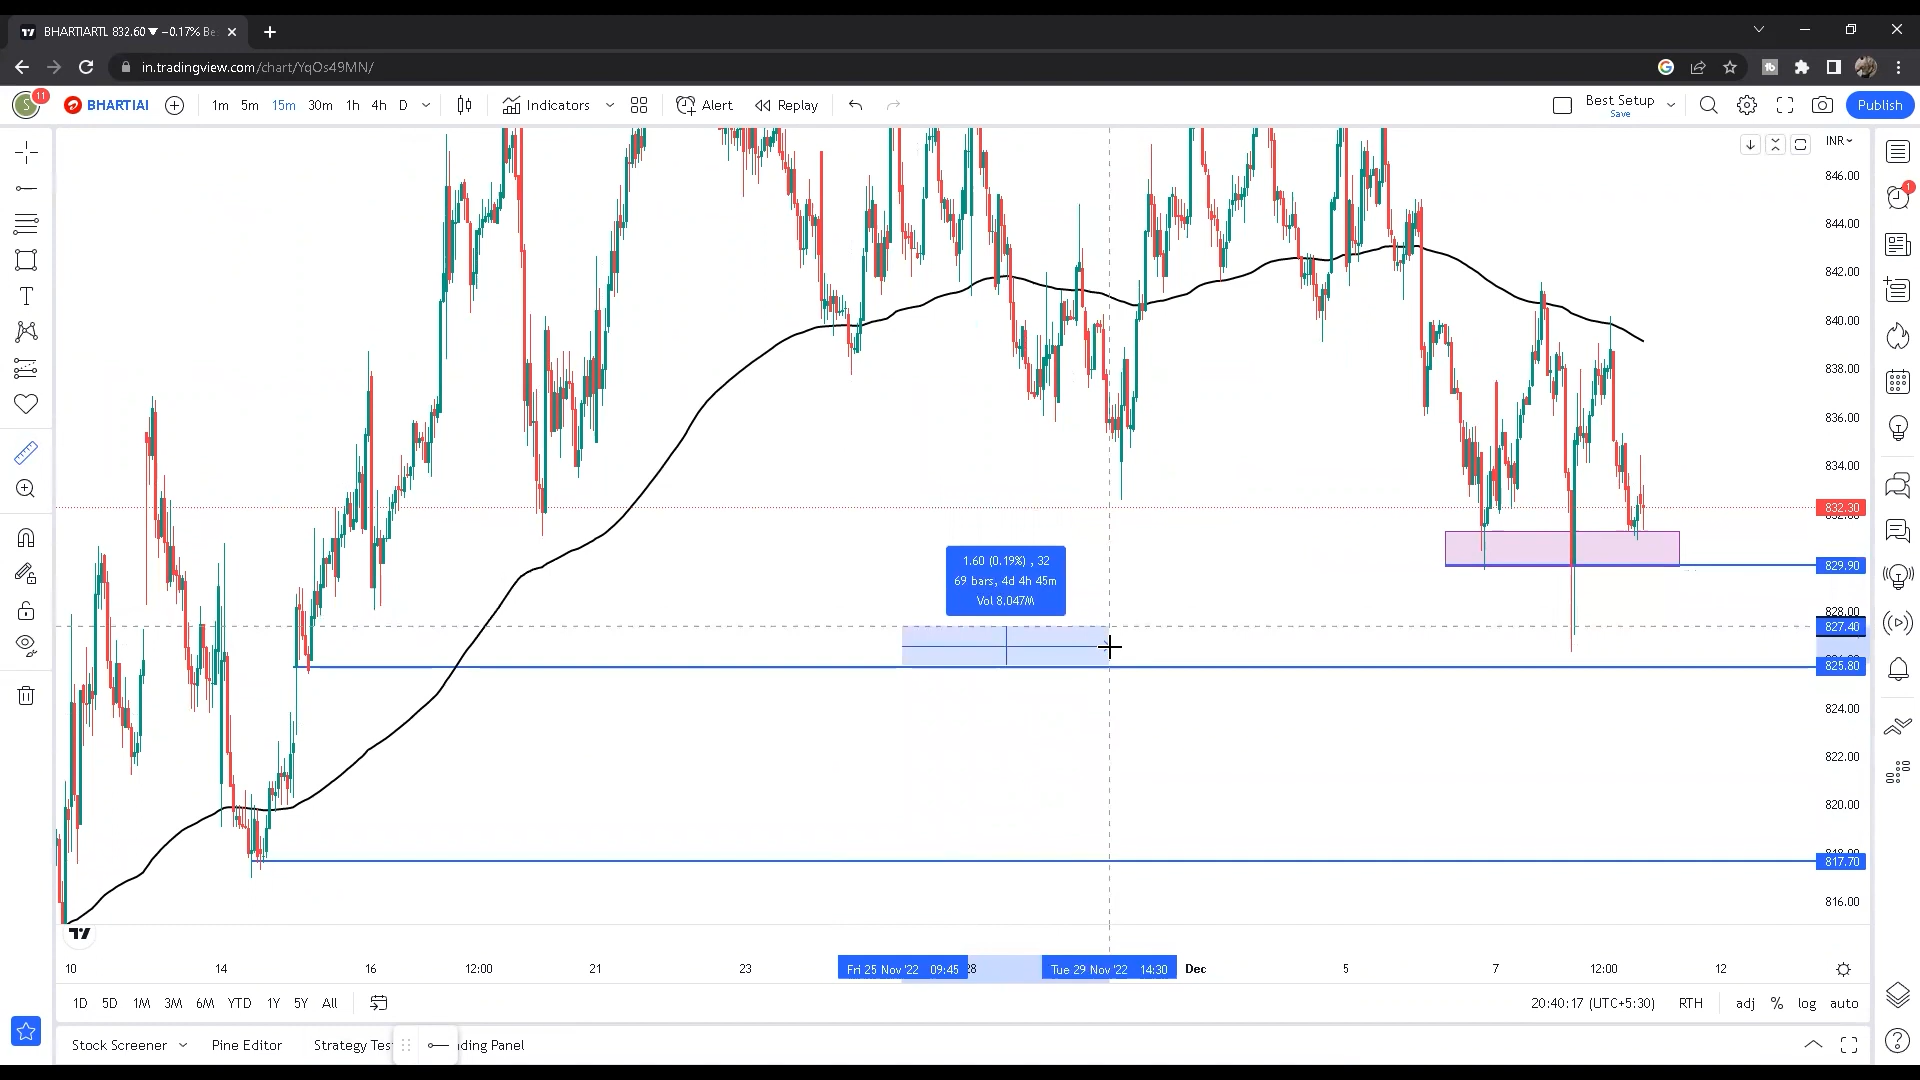 BHARTIARTL 832.60 ▼ −0.17% Be
in.tradingview.com/chart/YqOs49MN/
S 11 BHARTIAI 1m 5m 15m 30m 1h 4h D Indicators Alert Replay Best Setup Publish
Save
INR
846.00
844.00
842.00
840.00
838.00
836.00
834.00
832.30
1.60 (0.19%) , 32
69 bars, 4d 4h 45m
Vol 8.047M
829.90
828.00
827.40
825.80
824.00
822.00
820.00
817.70
816.00
10 14 16 12:00 21 23 Fri 25 Nov '22 09:45 28 Tue 29 Nov '22 14:30 Dec 5 7 12:00 12
1D 5D 1M 3M 6M YTD 1Y 5Y All 20:40:17 (UTC+5:30) RTH adj % log auto
Stock Screener Pine Editor Strategy Tes ding Panel
1